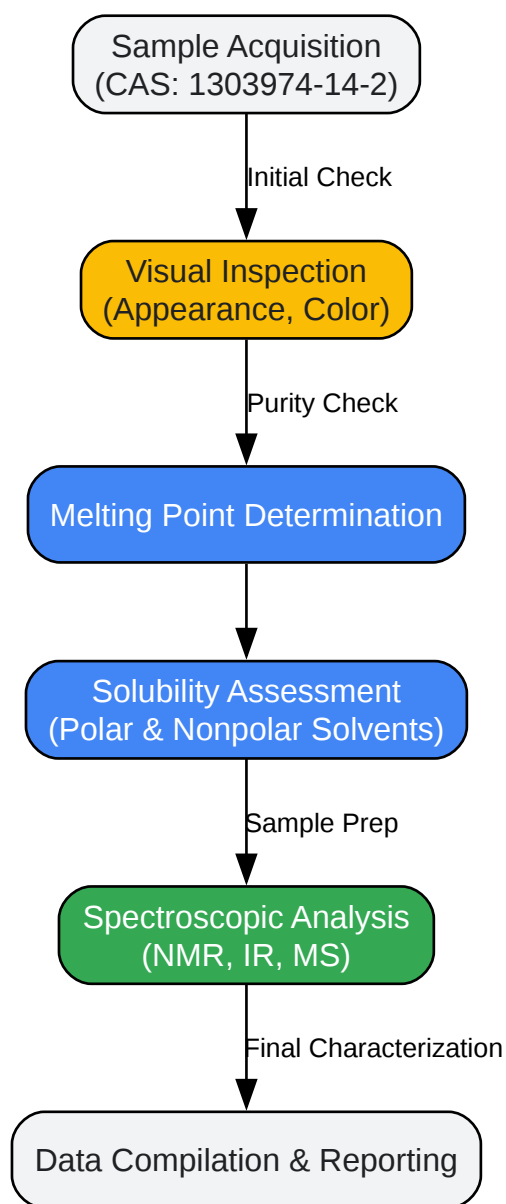 Sample Acquisition
(CAS: 1303974-14-2)
Initial Check
Visual Inspection
(Appearance, Color)
Purity Check
Melting Point Determination
Solubility Assessment
(Polar & Nonpolar Solvents)
Sample Prep
Spectroscopic Analysis
(NMR, IR, MS)
Final Characterization
Data Compilation & Reporting